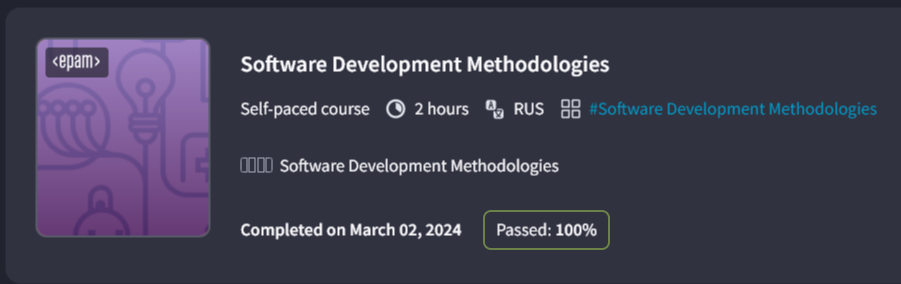 <epam>
Software Development Methodologies
Self-paced course 2 hours RUS #Software Development Methodologies
Software Development Methodologies
Completed on March 02, 2024 Passed: 100%